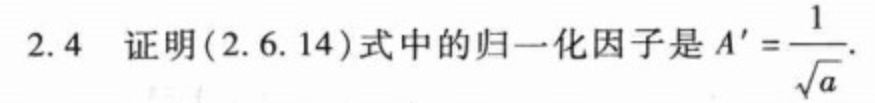 2.4 证明(2.6.14)式中的归一化因子是 A′ = 1/√a.